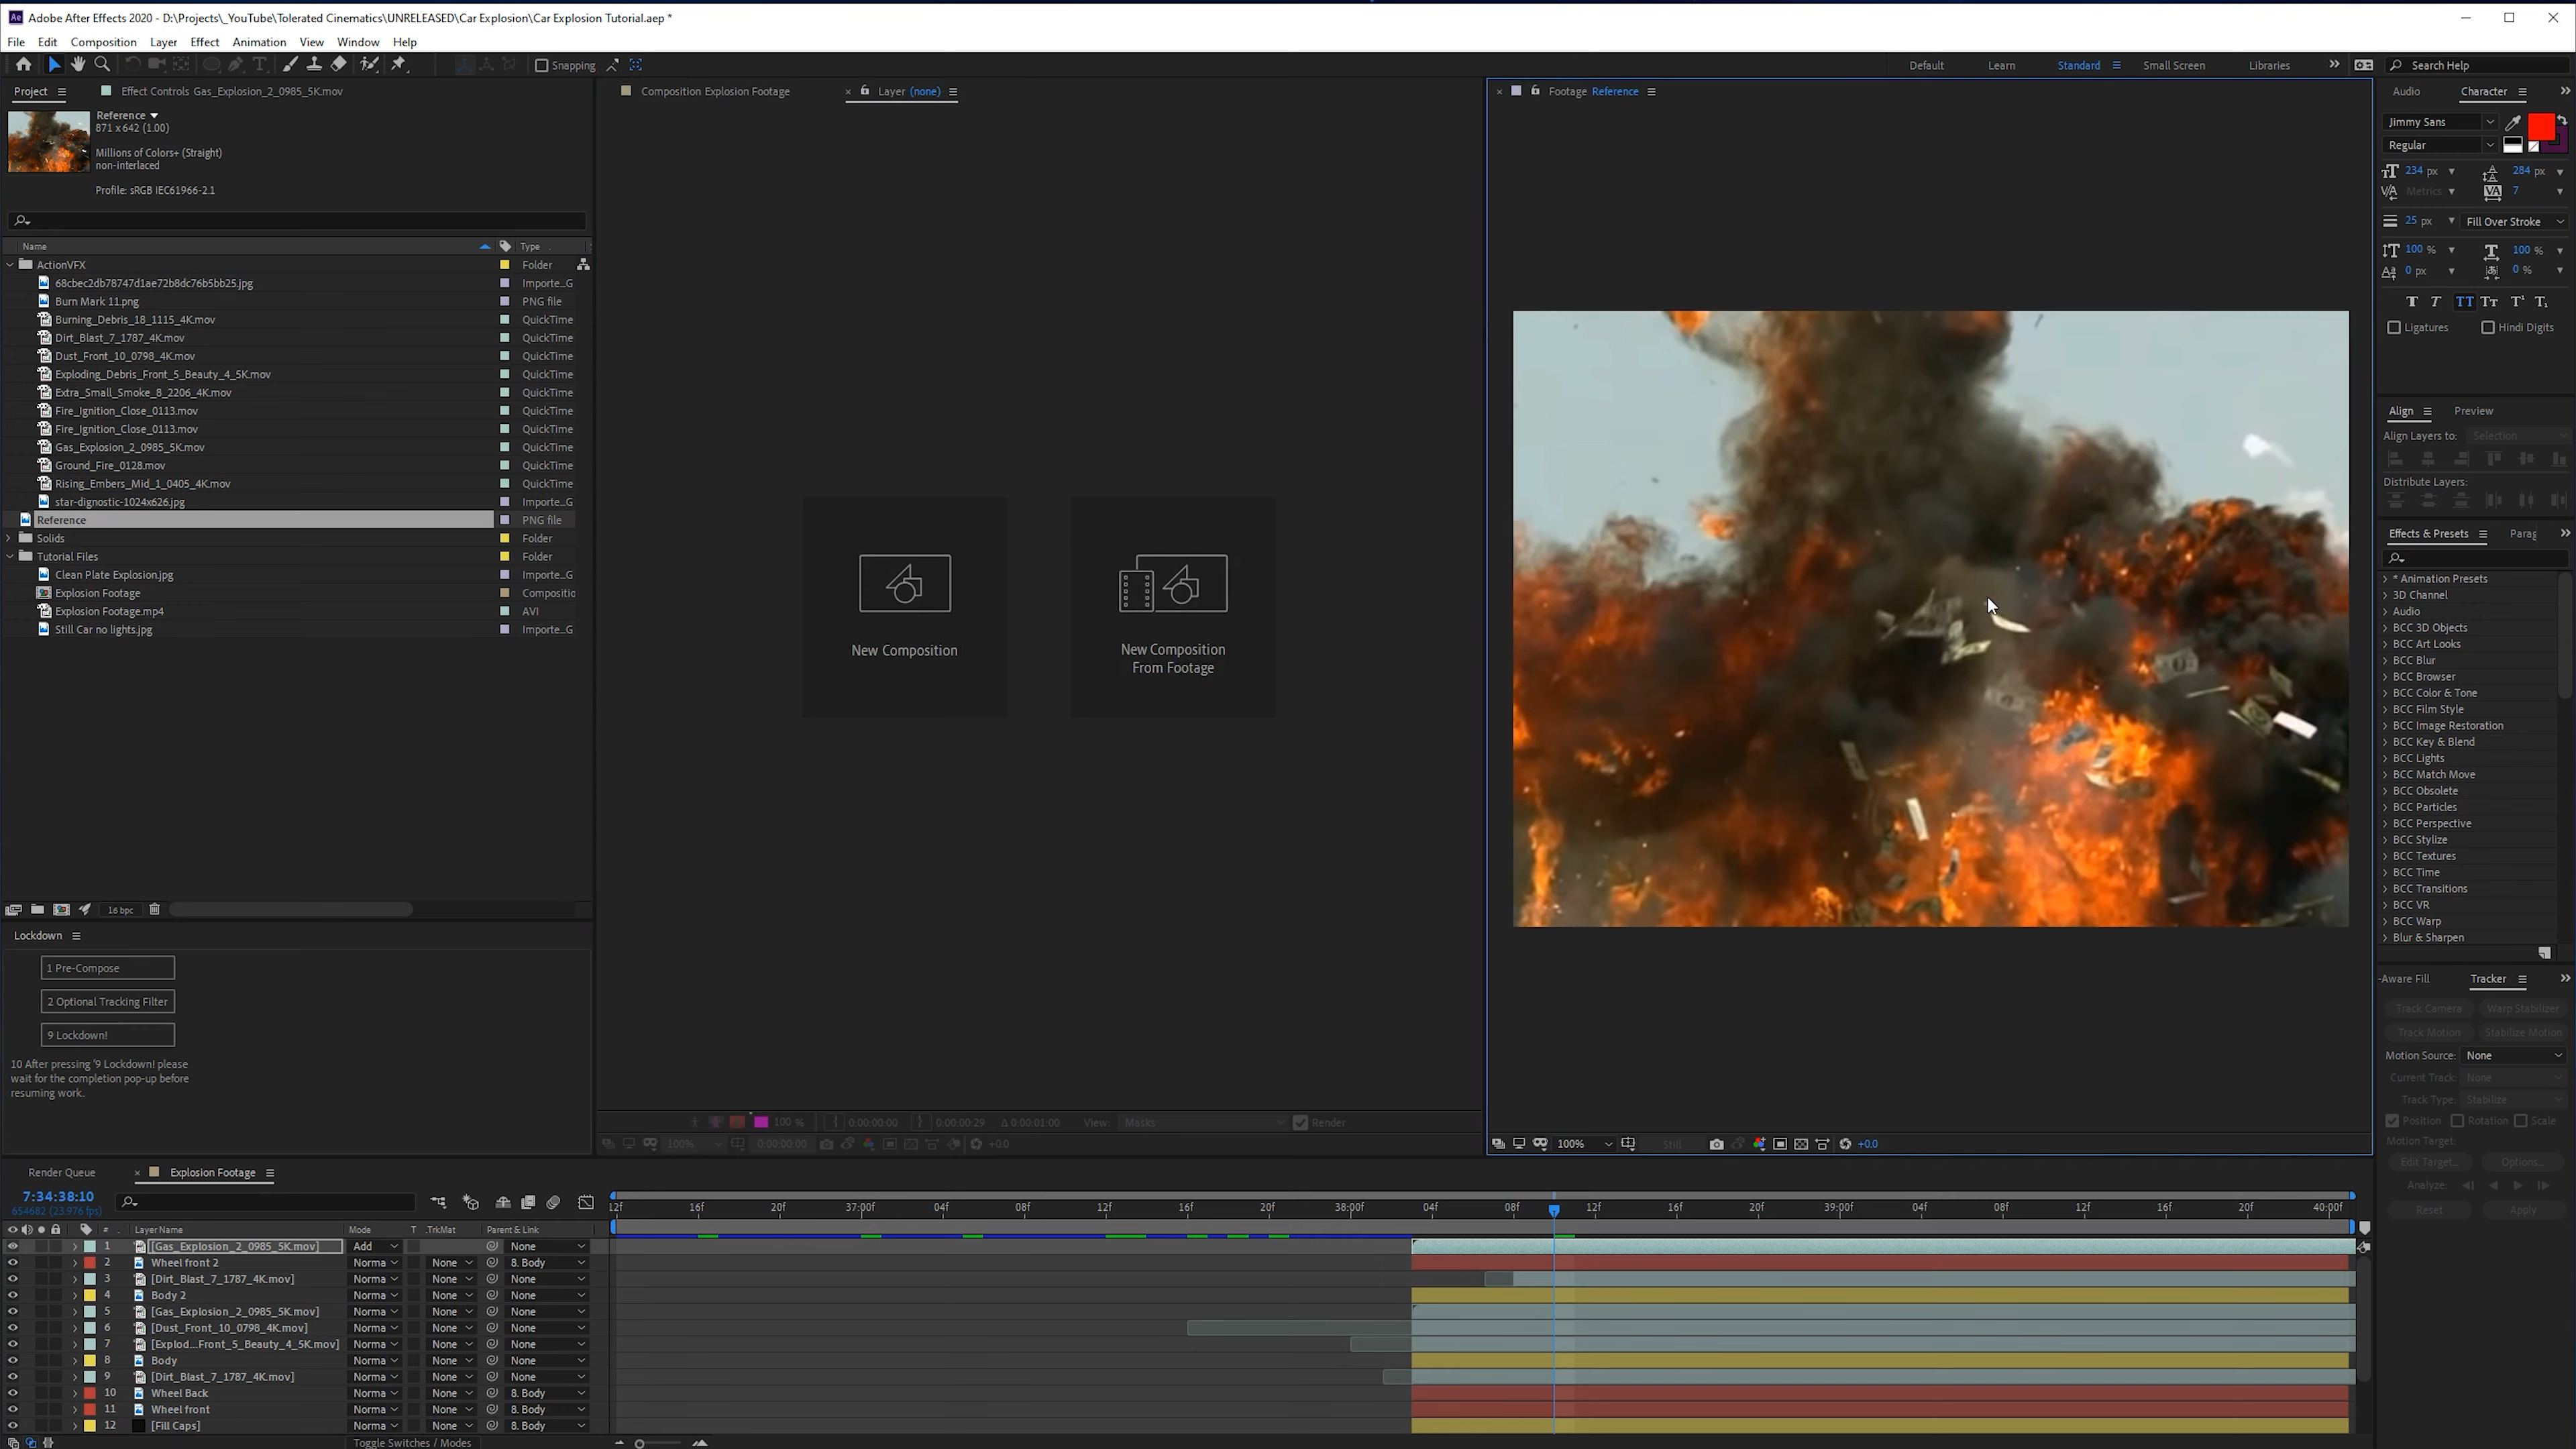 Adobe After Effects 2020 - D:\Projects\_YouTube\Tolerated Cinematics\UNRELEASED\Car Explosion\Car Explosion Tutorial.aep *
File Edit Composition Layer Effect Animation View Window Help
Snapping Default Learn Standard Small Screen Libraries Search Help
Project Effect Controls Gas_Explosion_2_0985_5K.mov
Composition Explosion Footage Layer (none) Footage Reference
Audio Character
Reference
871 x 642 (1.00)
Millions of Colors+ (Straight)
non-interlaced
Profile: sRGB IEC61966-2.1
Name Type
ActionVFX Folder
68cbec2db78747d1ae72b8dc76b5bb25.jpg Importe...G
Burn Mark 11.png PNG file
Burning_Debris_18_1115_4K.mov QuickTime
Dirt_Blast_7_1787_4K.mov QuickTime
Dust_Front_10_0798_4K.mov QuickTime
Exploding_Debris_Front_5_Beauty_4_5K.mov QuickTime
Extra_Small_Smoke_8_2206_4K.mov QuickTime
Fire_Ignition_Close_0113.mov QuickTime
Fire_Ignition_Close_0113.mov QuickTime
Gas_Explosion_2_0985_5K.mov QuickTime
Ground_Fire_0128.mov QuickTime
Rising_Embers_Mid_1_0405_4K.mov QuickTime
star-dignostic-1024x626.jpg Importe...G
Reference PNG file
Solids Folder
Tutorial Files Folder
Clean Plate Explosion.jpg Importe...G
Explosion Footage Compositio
Explosion Footage.mp4 AVI
Still Car no lights.jpg Importe...G
16 bpc
Lockdown
1 Pre-Compose
2 Optional Tracking Filter
9 Lockdown!
10 After pressing '9 Lockdown! please
wait for the completion pop-up before
resuming work.
New Composition
New Composition
From Footage
100 % 0:00:00:00 0:00:00:29 Δ 0:00:01:00 View: Masks Render
100% 0:00:00:00 +0.0
100% Still +0.0
Jimmy Sans
Regular
234 px 284 px
Metrics 7
25 px Fill Over Stroke
100 % 100 %
0 px 0 %
T T TT Tt T¹ T₁
Ligatures Hindi Digits
Align Preview
Align Layers to: Selection
Distribute Layers:
Effects & Presets Parag
* Animation Presets
3D Channel
Audio
BCC 3D Objects
BCC Art Looks
BCC Blur
BCC Browser
BCC Color & Tone
BCC Film Style
BCC Image Restoration
BCC Key & Blend
BCC Lights
BCC Match Move
BCC Obsolete
BCC Particles
BCC Perspective
BCC Stylize
BCC Textures
BCC Time
BCC Transitions
BCC VR
BCC Warp
Blur & Sharpen
-Aware Fill Tracker
Track Camera Warp Stabilizer
Track Motion Stabilize Motion
Motion Source: None
Current Track: None
Track Type: Stabilize
Position Rotation Scale
Motion Target:
Edit Target... Options...
Analyze:
Reset Apply
Render Queue Explosion Footage
7:34:38:10
654682 (23.976 fps)
12f 16f 20f 37:00f 04f 08f 12f 16f 20f 38:00f 04f 08f 12f 16f 20f 39:00f 04f 08f 12f 16f 20f 40:00f
# Layer Name Mode T .TrkMat Parent & Link
1 [Gas_Explosion_2_0985_5K.mov] Add None
2 Wheel front 2 Norma None 8. Body
3 [Dirt_Blast_7_1787_4K.mov] Norma None None
4 Body 2 Norma None None
5 [Gas_Explosion_2_0985_5K.mov] Norma None None
6 [Dust_Front_10_0798_4K.mov] Norma None None
7 [Explod...Front_5_Beauty_4_5K.mov] Norma None None
8 Body Norma None None
9 [Dirt_Blast_7_1787_4K.mov] Norma None None
10 Wheel Back Norma None 8. Body
11 Wheel front Norma None 8. Body
12 [Fill Caps] Norma None 8. Body
Toggle Switches / Modes